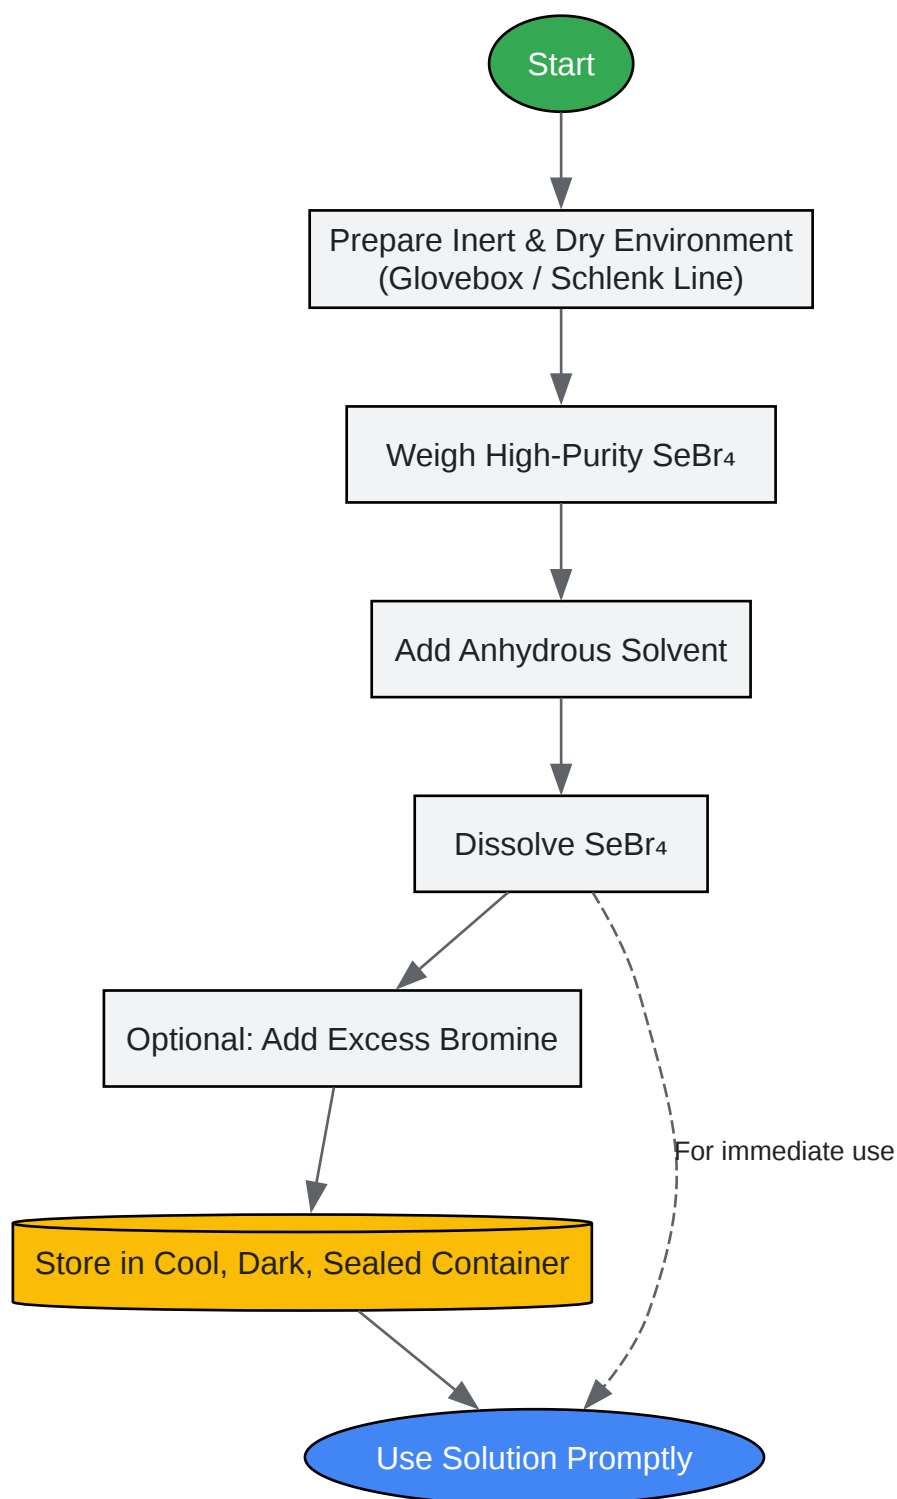 Start
Prepare Inert & Dry Environment
(Glovebox / Schlenk Line)
Weigh High-Purity SeBr₄
Add Anhydrous Solvent
Dissolve SeBr₄
Optional: Add Excess Bromine
For immediate use
Store in Cool, Dark, Sealed Container
Use Solution Promptly